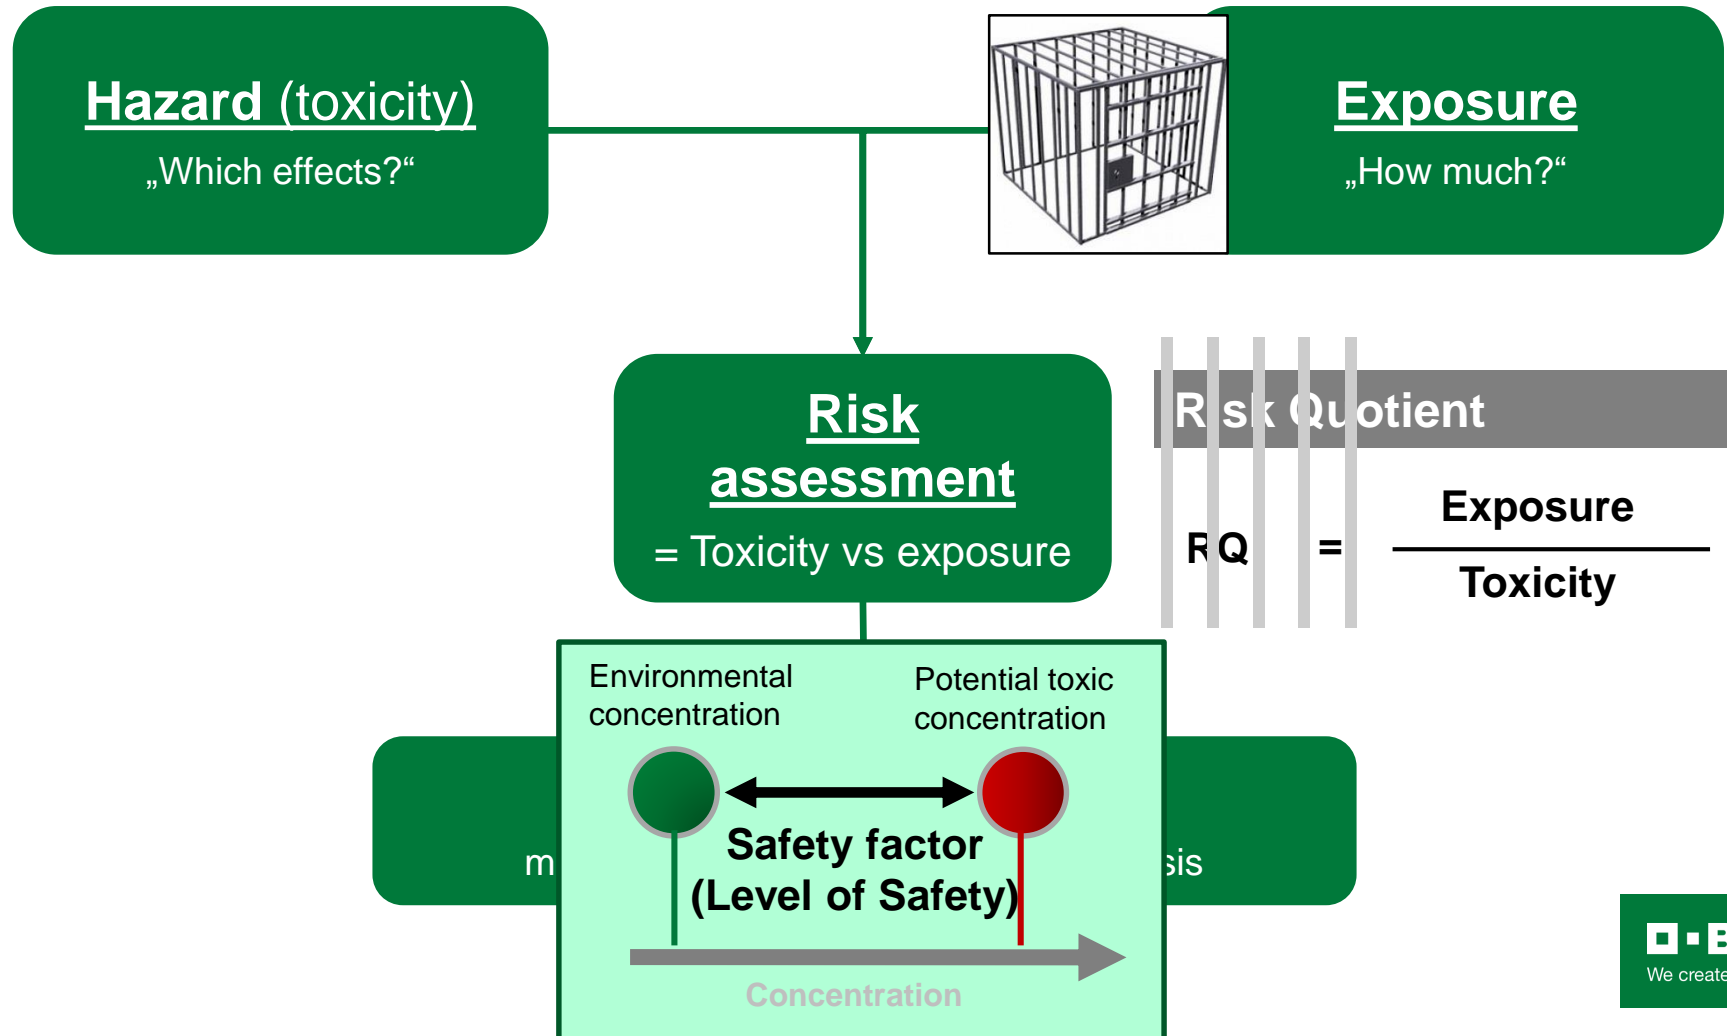 Hazard (toxicity)
„Which effects?“
Exposure
„How much?“
Risk
assessment
= Toxicity vs exposure
Risk Quotient
RQ =
Exposure
Toxicity
Environmental
concentration
Potential toxic
concentration
Safety factor
(Level of Safety)
Concentration
We create